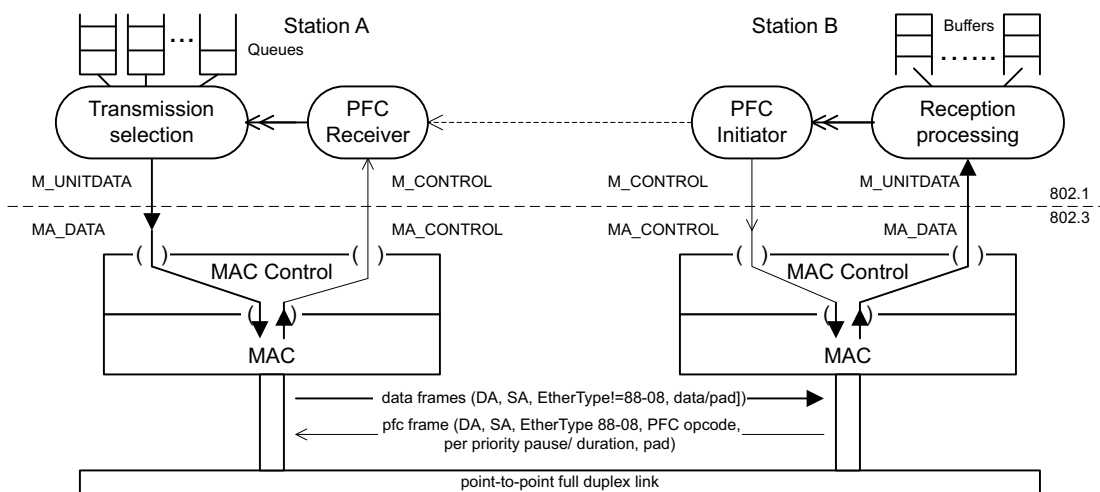 Station A
Station B
Queues
Buffers
Transmission
selection
PFC
Receiver
PFC
Initiator
Reception
processing
M_UNITDATA
M_CONTROL
M_CONTROL
M_UNITDATA
802.1
802.3
MA_DATA
MA_CONTROL
MA_CONTROL
MA_DATA
MAC Control
MAC Control
MAC
MAC
data frames (DA, SA, EtherType!=88-08, data/pad])
pfc frame (DA, SA, EtherType 88-08, PFC opcode,
per priority pause/ duration, pad)
point-to-point full duplex link